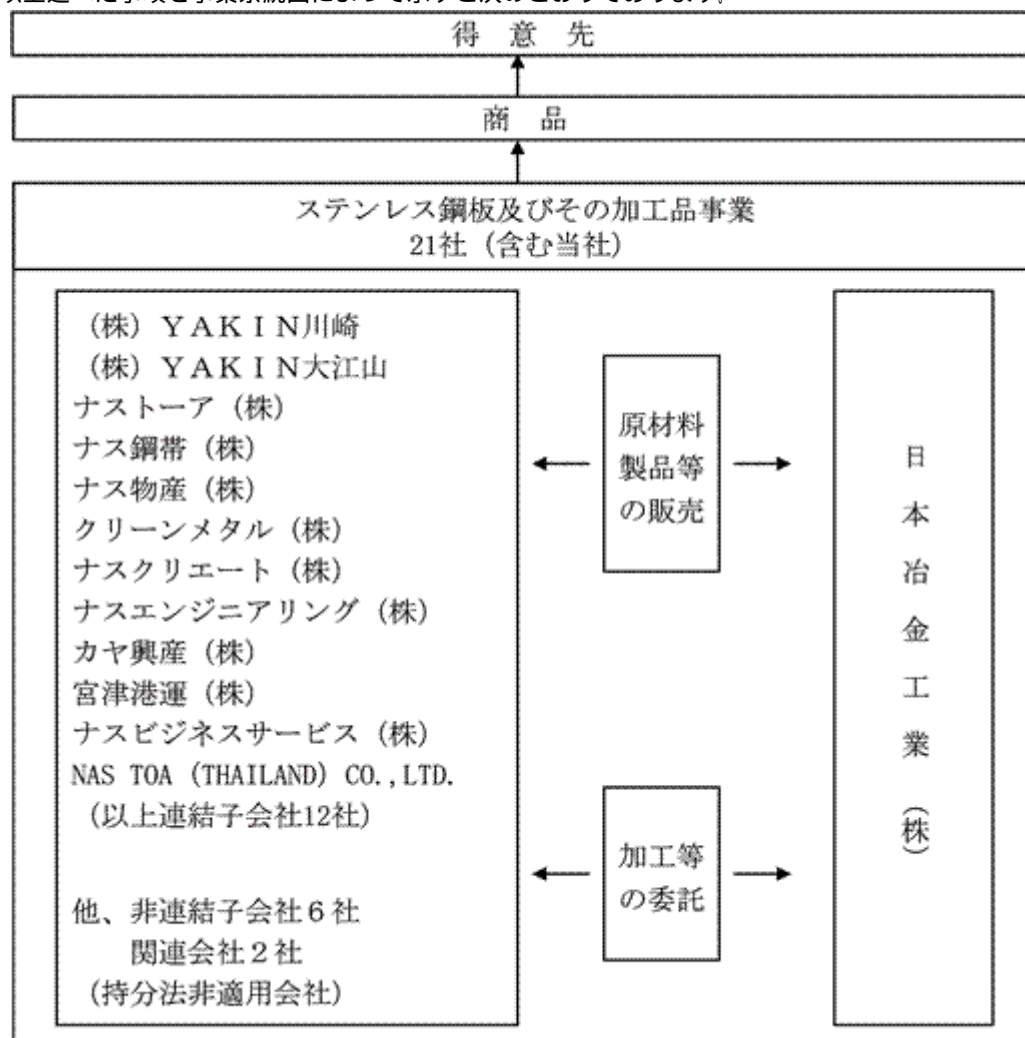 得 意 先
商 品
ステンレス鋼板及びその加工品事業
21社（含む当社）
（株）ＹＡＫＩＮ川崎
（株）ＹＡＫＩＮ大江山
ナストーア（株）
ナス鋼帯（株）
ナス物産（株）
クリーンメタル（株）
ナスクリエート（株）
ナスエンジニアリング（株）
カヤ興産（株）
宮津港運（株）
ナスビジネスサービス（株）
NAS TOA (THAILAND) CO.,LTD.
（以上連結子会社12社）
他、非連結子会社６社
関連会社２社
（持分法非適用会社）
原材料
製品等
の販売
加工等
の委託
日本冶金工業（株）